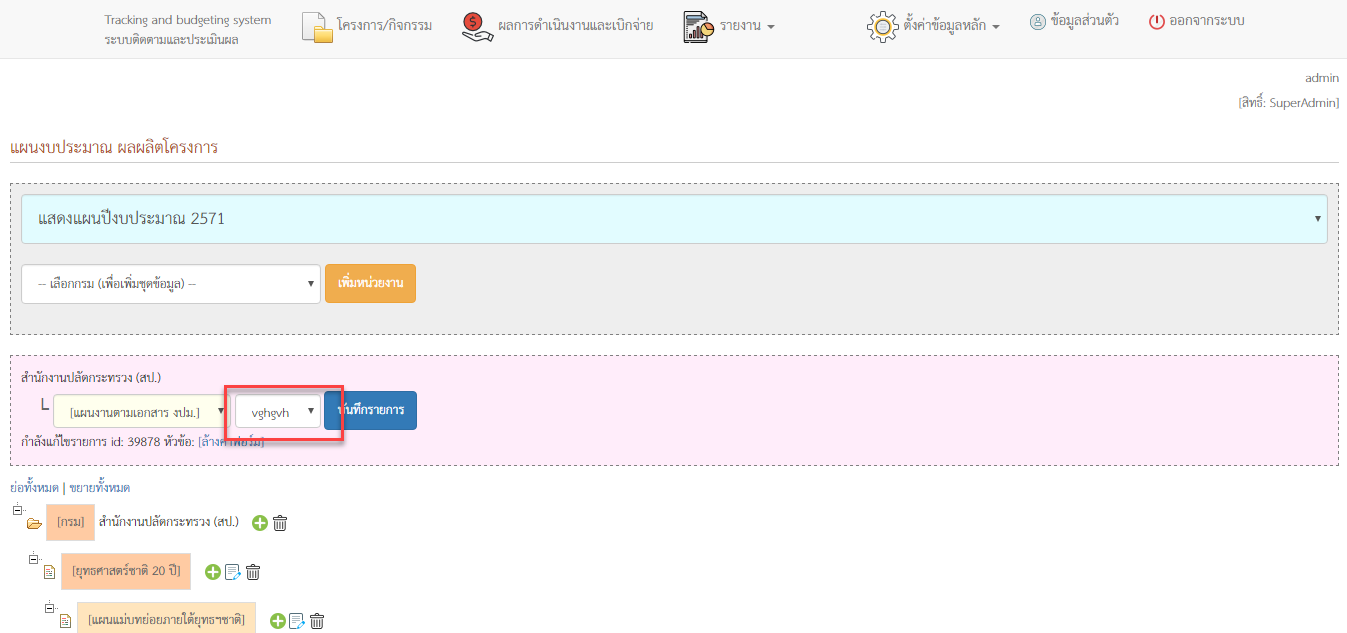 Tracking and budgeting system
ระบบติดตามและประเมินผล
โครงการ/กิจกรรม
ผลการดำเนินงานและเบิกจ่าย
รายงาน
ตั้งค่าข้อมูลหลัก
ข้อมูลส่วนตัว
ออกจากระบบ
admin
[สิทธิ์: SuperAdmin]
แผนงบประมาณ ผลผลิตโครงการ
แสดงแผนปีงบประมาณ 2571
-- เลือกกรม (เพื่อเพิ่มชุดข้อมูล) --
เพิ่มหน่วยงาน
สำนักงานปลัดกระทรวง (สป.)
[แผนงานตามเอกสาร งปม.]
vghgvh
บันทึกรายการ
กำลังแก้ไขรายการ id: 39878 หัวข้อ: [ล้างค่าฟอร์ม]
ย่อทั้งหมด | ขยายทั้งหมด
[กรม] สำนักงานปลัดกระทรวง (สป.)
[ยุทธศาสตร์ชาติ 20 ปี]
[แผนแม่บทย่อยภายใต้ยุทธฯชาติ]